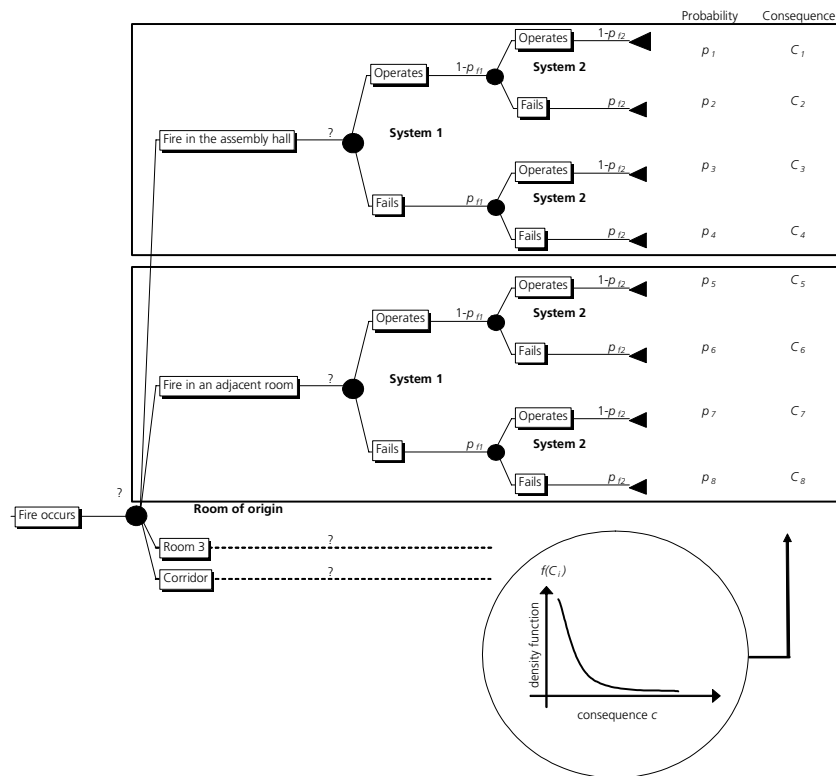 Probability Consequence
Operates 1-p f2 p 1 C 1
1-p f1 System 2
Operates
Fails p f2 p 2 C 2
Fire in the assembly hall ? System 1
Operates 1-p f2 p 3 C 3
Fails p f1 System 2
Fails p f2 p 4 C 4
Operates 1-p f2 p 5 C 5
Operates 1-p f1 System 2
Fails p f2 p 6 C 6
Fire in an adjacent room ? System 1
Operates 1-p f2 p 7 C 7
Fails p f1 System 2
Fails p f2 p 8 C 8
?
Fire occurs Room of origin
Room 3 ?
Corridor ?
f(C i)
density function
consequence c